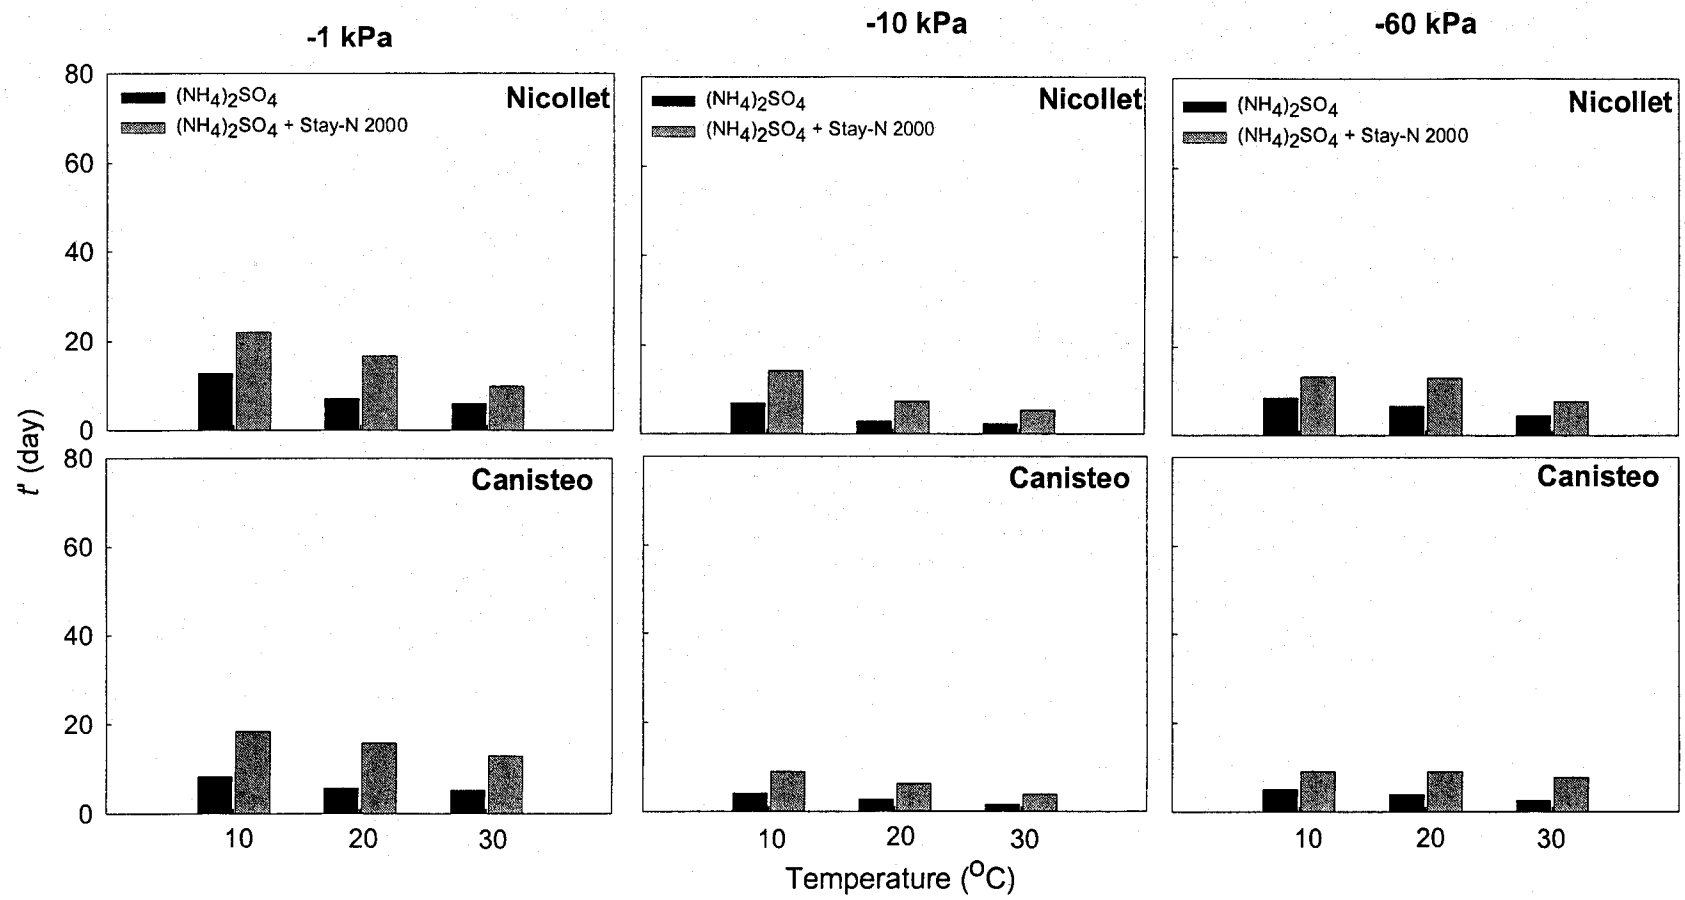 -1 kPa
-10 kPa
-60 kPa
80
60
40
20
0
(NH4)2SO4
(NH4)2SO4 + Stay-N 2000
Nicollet
(NH4)2SO4
(NH4)2SO4 + Stay-N 2000
Nicollet
(NH4)2SO4
(NH4)2SO4 + Stay-N 2000
Nicollet
t' (day)
80
60
40
20
0
Canisteo
Canisteo
Canisteo
10 20 30
10 20 30
10 20 30
Temperature (°C)